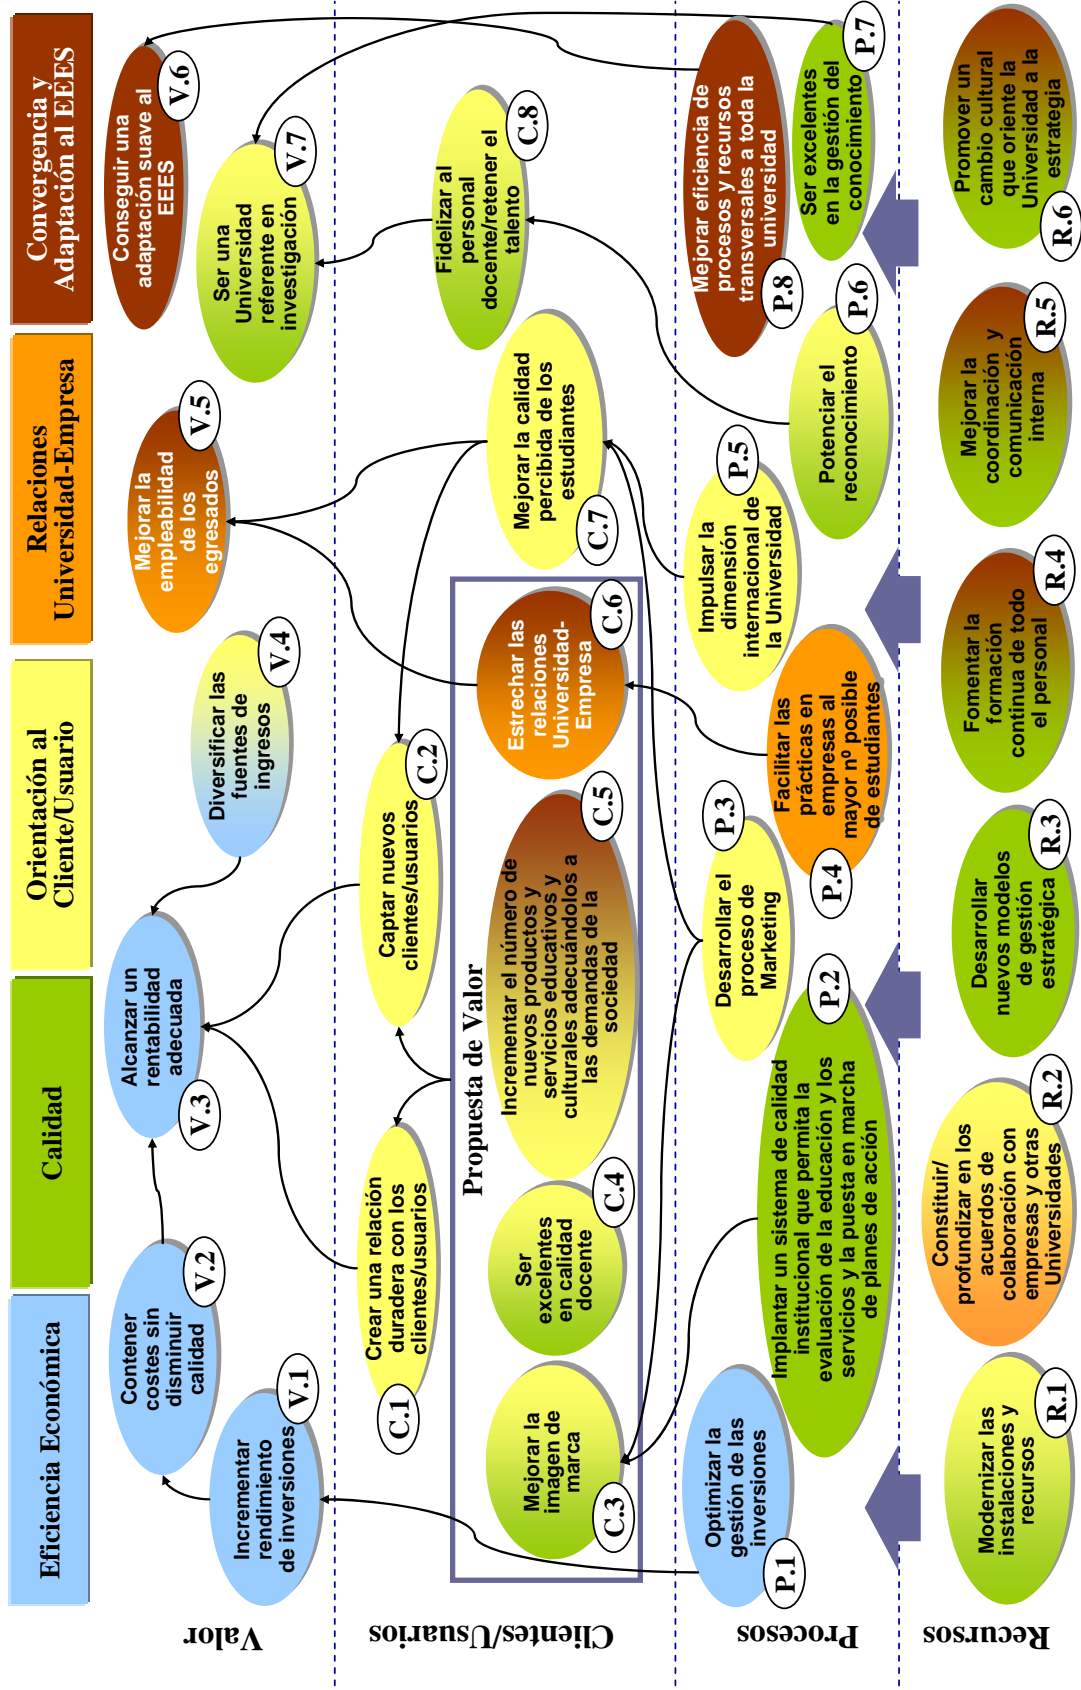 Eficiencia Económica
Calidad
Orientación al
Cliente/Usuario
Relaciones
Universidad-Empresa
Convergencia y
Adaptación al EEES
Valor
Incrementar
rendimiento
de inversiones
V.1
Contener
costes sin
disminuir
calidad
V.2
Alcanzar un
rentabilidad
adecuada
V.3
Diversificar las
fuentes de
ingresos
V.4
Mejorar la
empleabilidad
de los
egresados
V.5
Conseguir una
adaptación suave al
EEES
V.6
Ser una
Universidad
referente en
investigación
V.7
Clientes/Usuarios
Crear una relación
duradera con los
clientes/usuarios
C.1
Captar nuevos
clientes/usuarios
C.2
Propuesta de Valor
Mejorar la
imagen de
marca
C.3
Ser
excelentes
en calidad
docente
C.4
Incrementar el número de
nuevos productos y
servicios educativos y
culturales adecuándolos a
las demandas de la
sociedad
C.5
Estrechar las
relaciones
Universidad-
Empresa
C.6
Mejorar la calidad
percibida de los
estudiantes
C.7
Fidelizar al
personal
docente/retener el
talento
C.8
Procesos
Optimizar la
gestión de las
inversiones
P.1
Implantar un sistema de calidad
institucional que permita la
evaluación de la educación y los
servicios y la puesta en marcha
de planes de acción
P.2
Desarrollar el
proceso de
Marketing
P.3
Facilitar las
prácticas en
empresas al
mayor nº posible
de estudiantes
P.4
Impulsar la
dimensión
internacional de
la Universidad
P.5
Potenciar el
reconocimiento
P.6
Ser excelentes
en la gestión del
conocimiento
P.7
Mejorar eficiencia de
procesos y recursos
transversales a toda la
universidad
P.8
Recursos
Modernizar las
instalaciones y
recursos
R.1
Constituir/
profundizar en los
acuerdos de
colaboración con
empresas y otras
Universidades
R.2
Desarrollar
nuevos modelos
de gestión
estratégica
R.3
Fomentar la
formación
continua de todo
el personal
R.4
Mejorar la
coordinación y
comunicación
interna
R.5
Promover un
cambio cultural
que oriente la
Universidad a la
estrategia
R.6